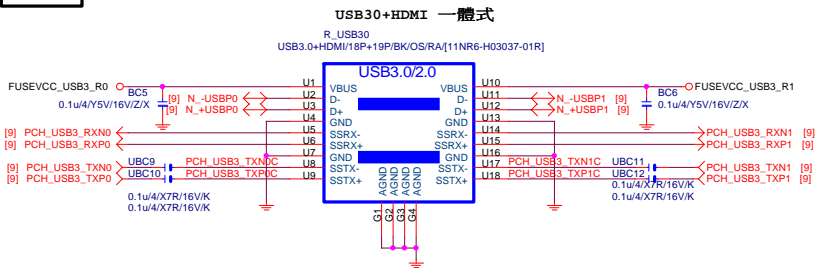 USB30+HDMI 一體式
R_USB30
USB3.0+HDMI/18P+19P/BK/OS/RA/[11NR6-H03037-01R]
USB3.0/2.0
FUSEVCC_USB3_R0
U1 VBUS
VBUS U10
FUSEVCC_USB3_R1
BC5
0.1u/4/Y5V/16V/Z/X
[9] N_-USBP0
U2 D-
D- U11
N_-USBP1 [9]
BC6
0.1u/4/Y5V/16V/Z/X
[9] N_+USBP0
U3 D+
D+ U12
N_+USBP1 [9]
U4 GND
GND U13
[9] PCH_USB3_RXN0
U5 SSRX-
SSRX- U14
PCH_USB3_RXN1 [9]
[9] PCH_USB3_RXP0
U6 SSRX+
SSRX+ U15
PCH_USB3_RXP1 [9]
U7 GND
GND U16
[9] PCH_USB3_TXN0
UBC9
PCH_USB3_TXN0C
U8 SSTX-
SSTX- U17
PCH_USB3_TXN1C
UBC11
PCH_USB3_TXN1 [9]
[9] PCH_USB3_TXP0
UBC10
PCH_USB3_TXP0C
U9 SSTX+
SSTX+ U18
PCH_USB3_TXP1C
UBC12
PCH_USB3_TXP1 [9]
0.1u/4/X7R/16V/K
0.1u/4/X7R/16V/K
0.1u/4/X7R/16V/K
0.1u/4/X7R/16V/K
AGND AGND AGND AGND
G1 G2 G3 G4